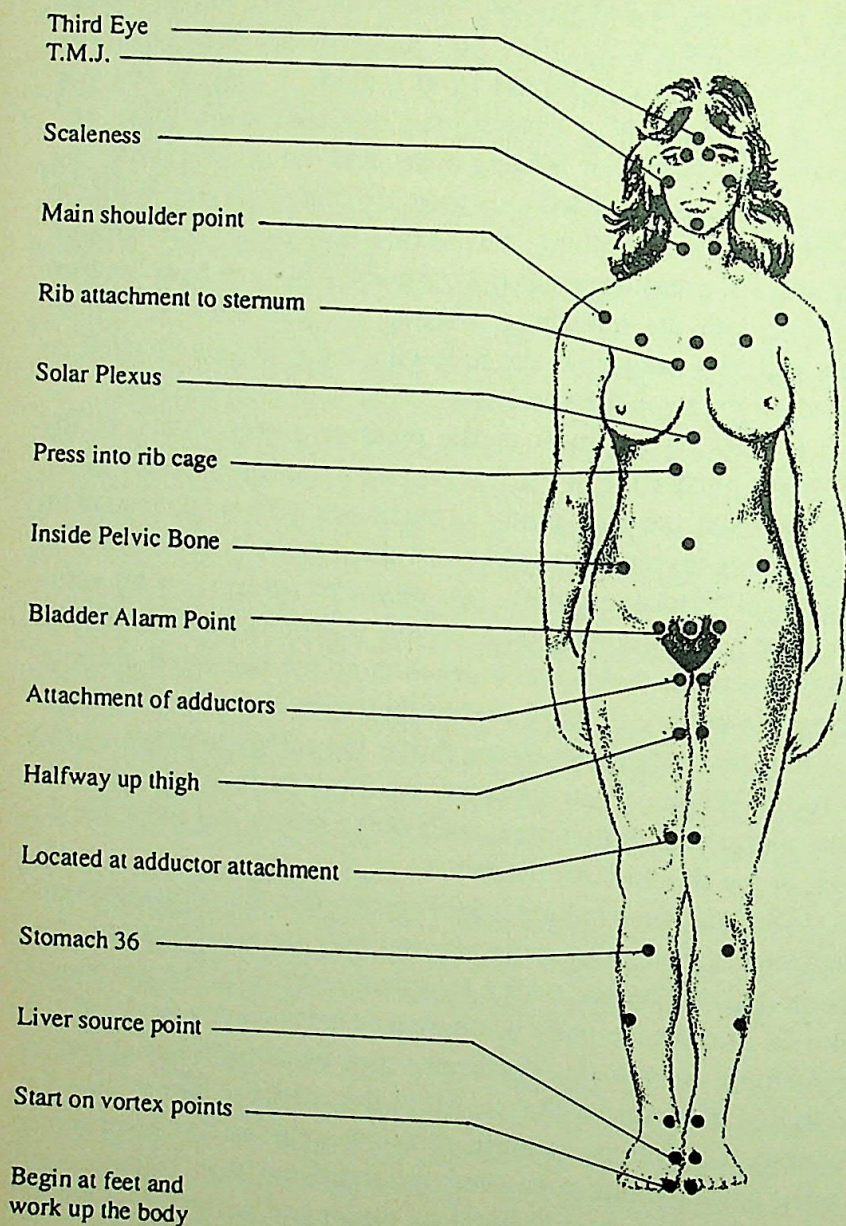 Third Eye
T.M.J.
Scaleness
Main shoulder point
Rib attachment to sternum
Solar Plexus
Press into rib cage
Inside Pelvic Bone
Bladder Alarm Point
Attachment of adductors
Halfway up thigh
Located at adductor attachment
Stomach 36
Liver source point
Start on vortex points
Begin at feet and
work up the body